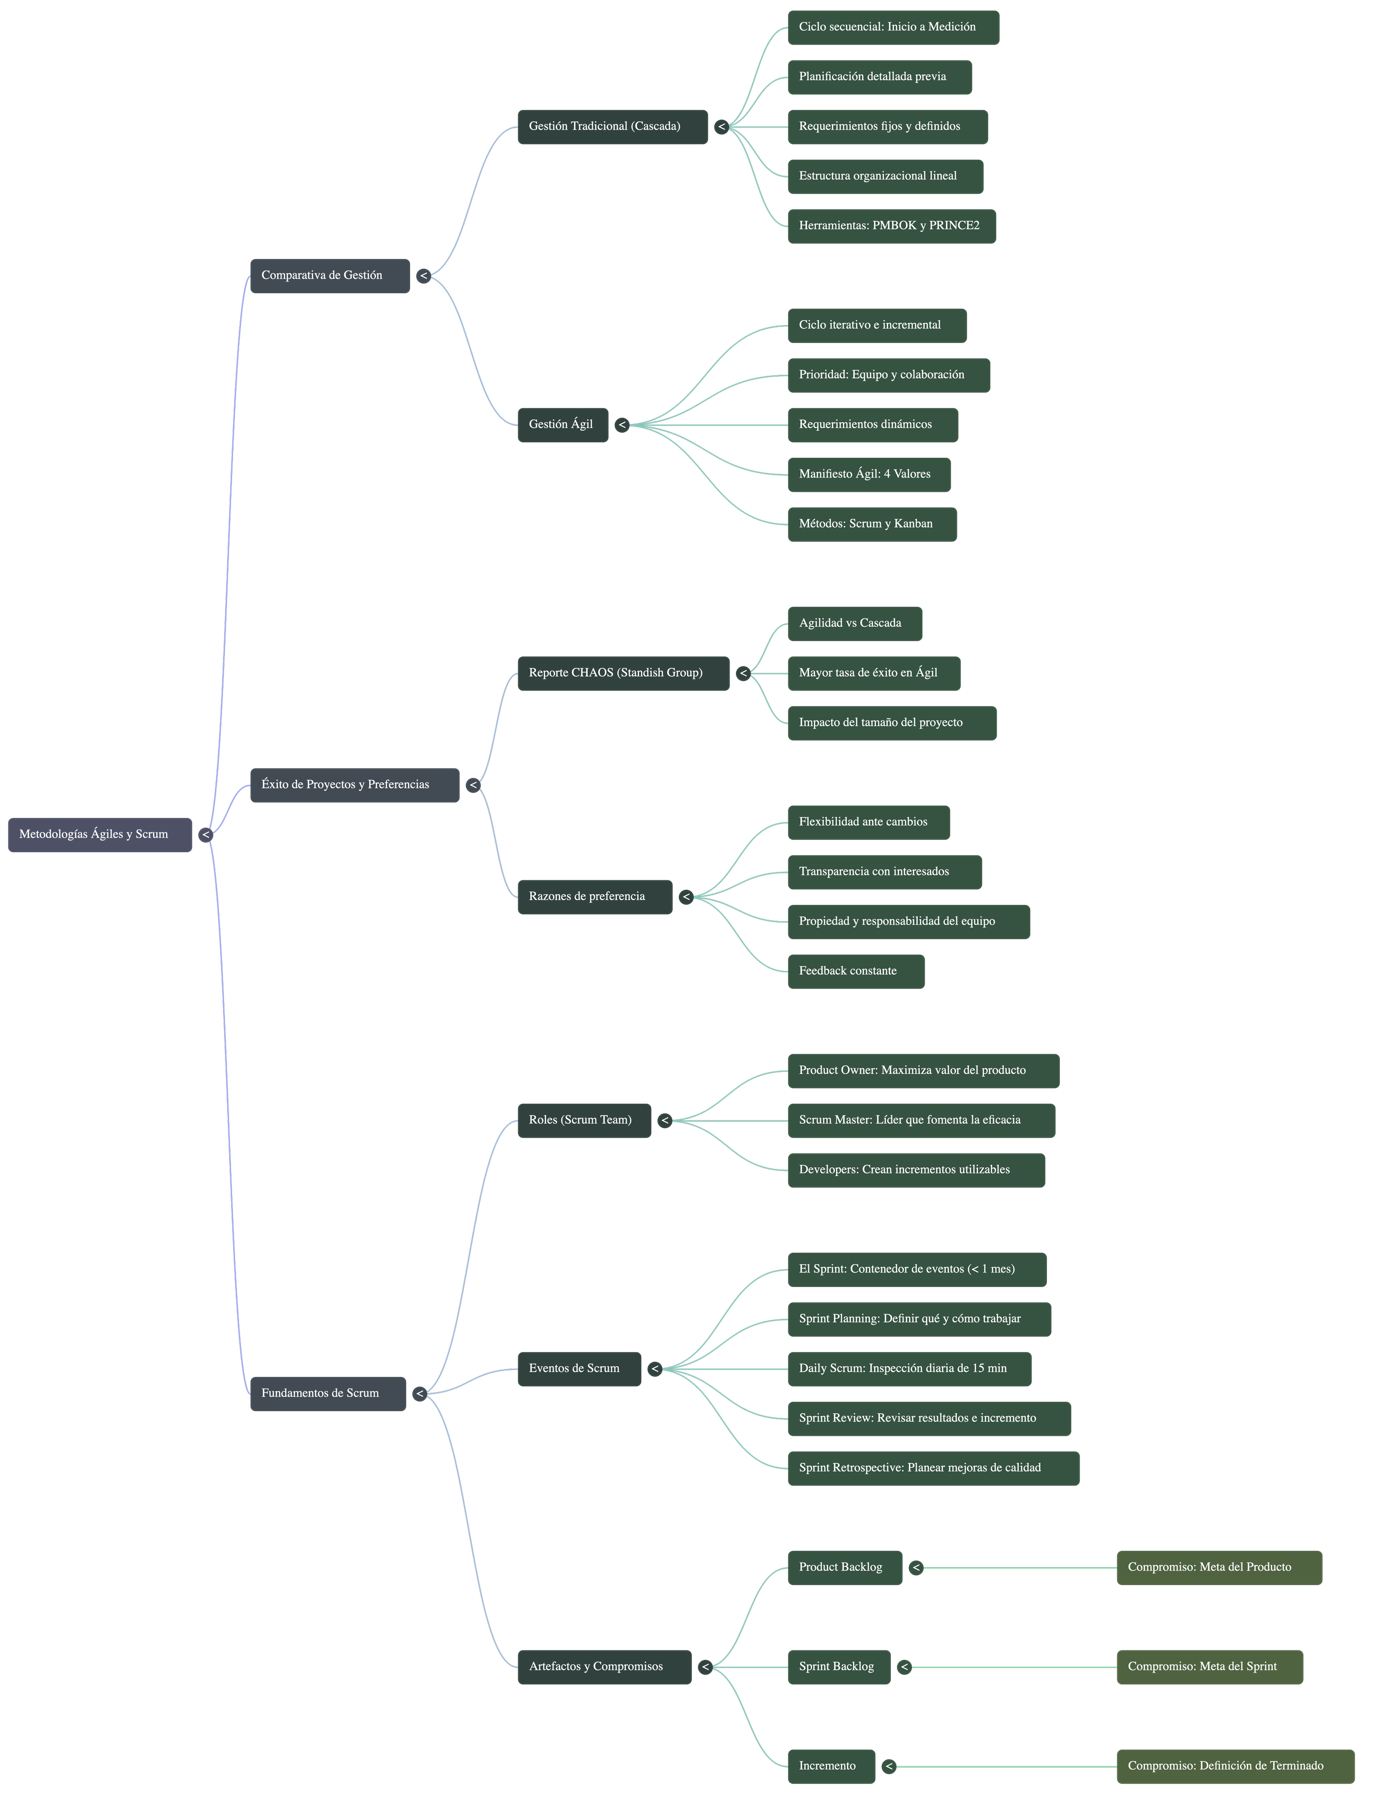 Metodologías Ágiles y Scrum
Comparativa de Gestión
Gestión Tradicional (Cascada)
Ciclo secuencial: Inicio a Medición
Planificación detallada previa
Requerimientos fijos y definidos
Estructura organizacional lineal
Herramientas: PMBOK y PRINCE2
Gestión Ágil
Ciclo iterativo e incremental
Prioridad: Equipo y colaboración
Requerimientos dinámicos
Manifiesto Ágil: 4 Valores
Métodos: Scrum y Kanban
Éxito de Proyectos y Preferencias
Reporte CHAOS (Standish Group)
Agilidad vs Cascada
Mayor tasa de éxito en Ágil
Impacto del tamaño del proyecto
Razones de preferencia
Flexibilidad ante cambios
Transparencia con interesados
Propiedad y responsabilidad del equipo
Feedback constante
Fundamentos de Scrum
Roles (Scrum Team)
Product Owner: Maximiza valor del producto
Scrum Master: Líder que fomenta la eficacia
Developers: Crean incrementos utilizables
Eventos de Scrum
El Sprint: Contenedor de eventos (< 1 mes)
Sprint Planning: Definir qué y cómo trabajar
Daily Scrum: Inspección diaria de 15 min
Sprint Review: Revisar resultados e incremento
Sprint Retrospective: Planear mejoras de calidad
Artefactos y Compromisos
Product Backlog
Compromiso: Meta del Producto
Sprint Backlog
Compromiso: Meta del Sprint
Incremento
Compromiso: Definición de Terminado